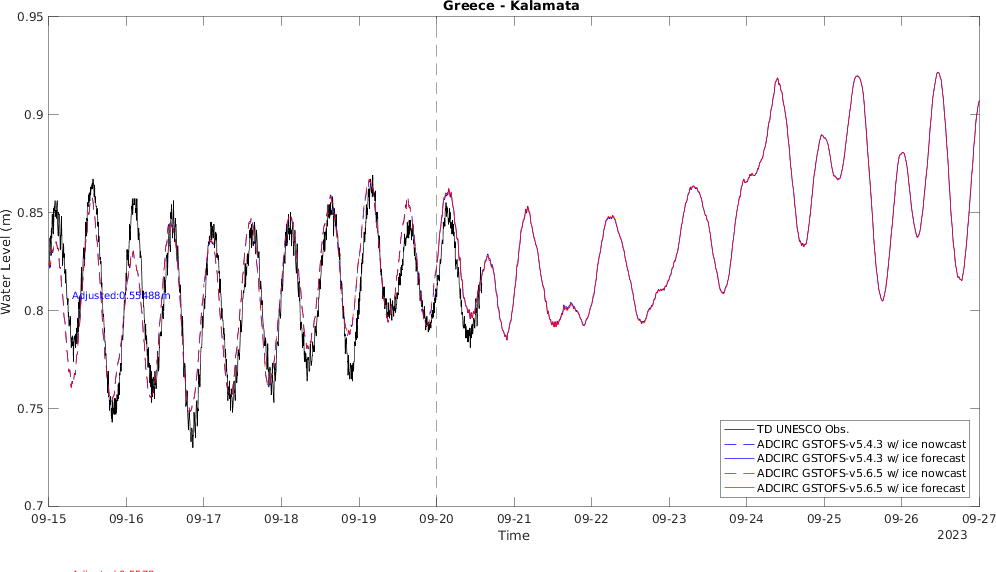 Greece - Kalamata
0.95
0.9
0.85
0.8
0.75
0.7
Water Level (m)
Adjusted:0.55488m
TD UNESCO Obs.
ADCIRC GSTOFS-v5.4.3 w/ ice nowcast
ADCIRC GSTOFS-v5.4.3 w/ ice forecast
ADCIRC GSTOFS-v5.6.5 w/ ice nowcast
ADCIRC GSTOFS-v5.6.5 w/ ice forecast
09-15 09-16 09-17 09-18 09-19 09-20 09-21 09-22 09-23 09-24 09-25 09-26 09-27
Time
2023